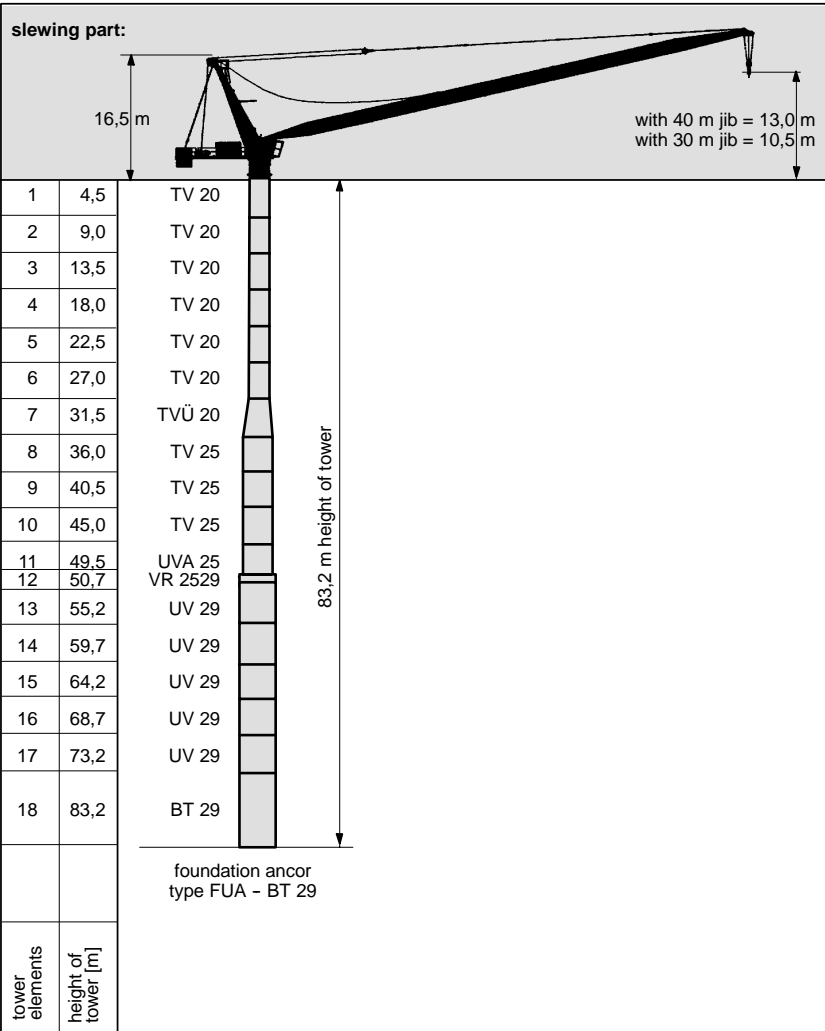 slewing part:
16,5 m
with 40 m jib = 13,0 m
with 30 m jib = 10,5 m
1 4,5 TV 20
2 9,0 TV 20
3 13,5 TV 20
4 18,0 TV 20
5 22,5 TV 20
6 27,0 TV 20
7 31,5 TVÜ 20
8 36,0 TV 25
9 40,5 TV 25
10 45,0 TV 25
11 49,5 UVA 25
12 50,7 VR 2529
13 55,2 UV 29
14 59,7 UV 29
15 64,2 UV 29
16 68,7 UV 29
17 73,2 UV 29
18 83,2 BT 29
83,2 m height of tower
foundation ancor
type FUA - BT 29
tower
elements
height of
tower [m]